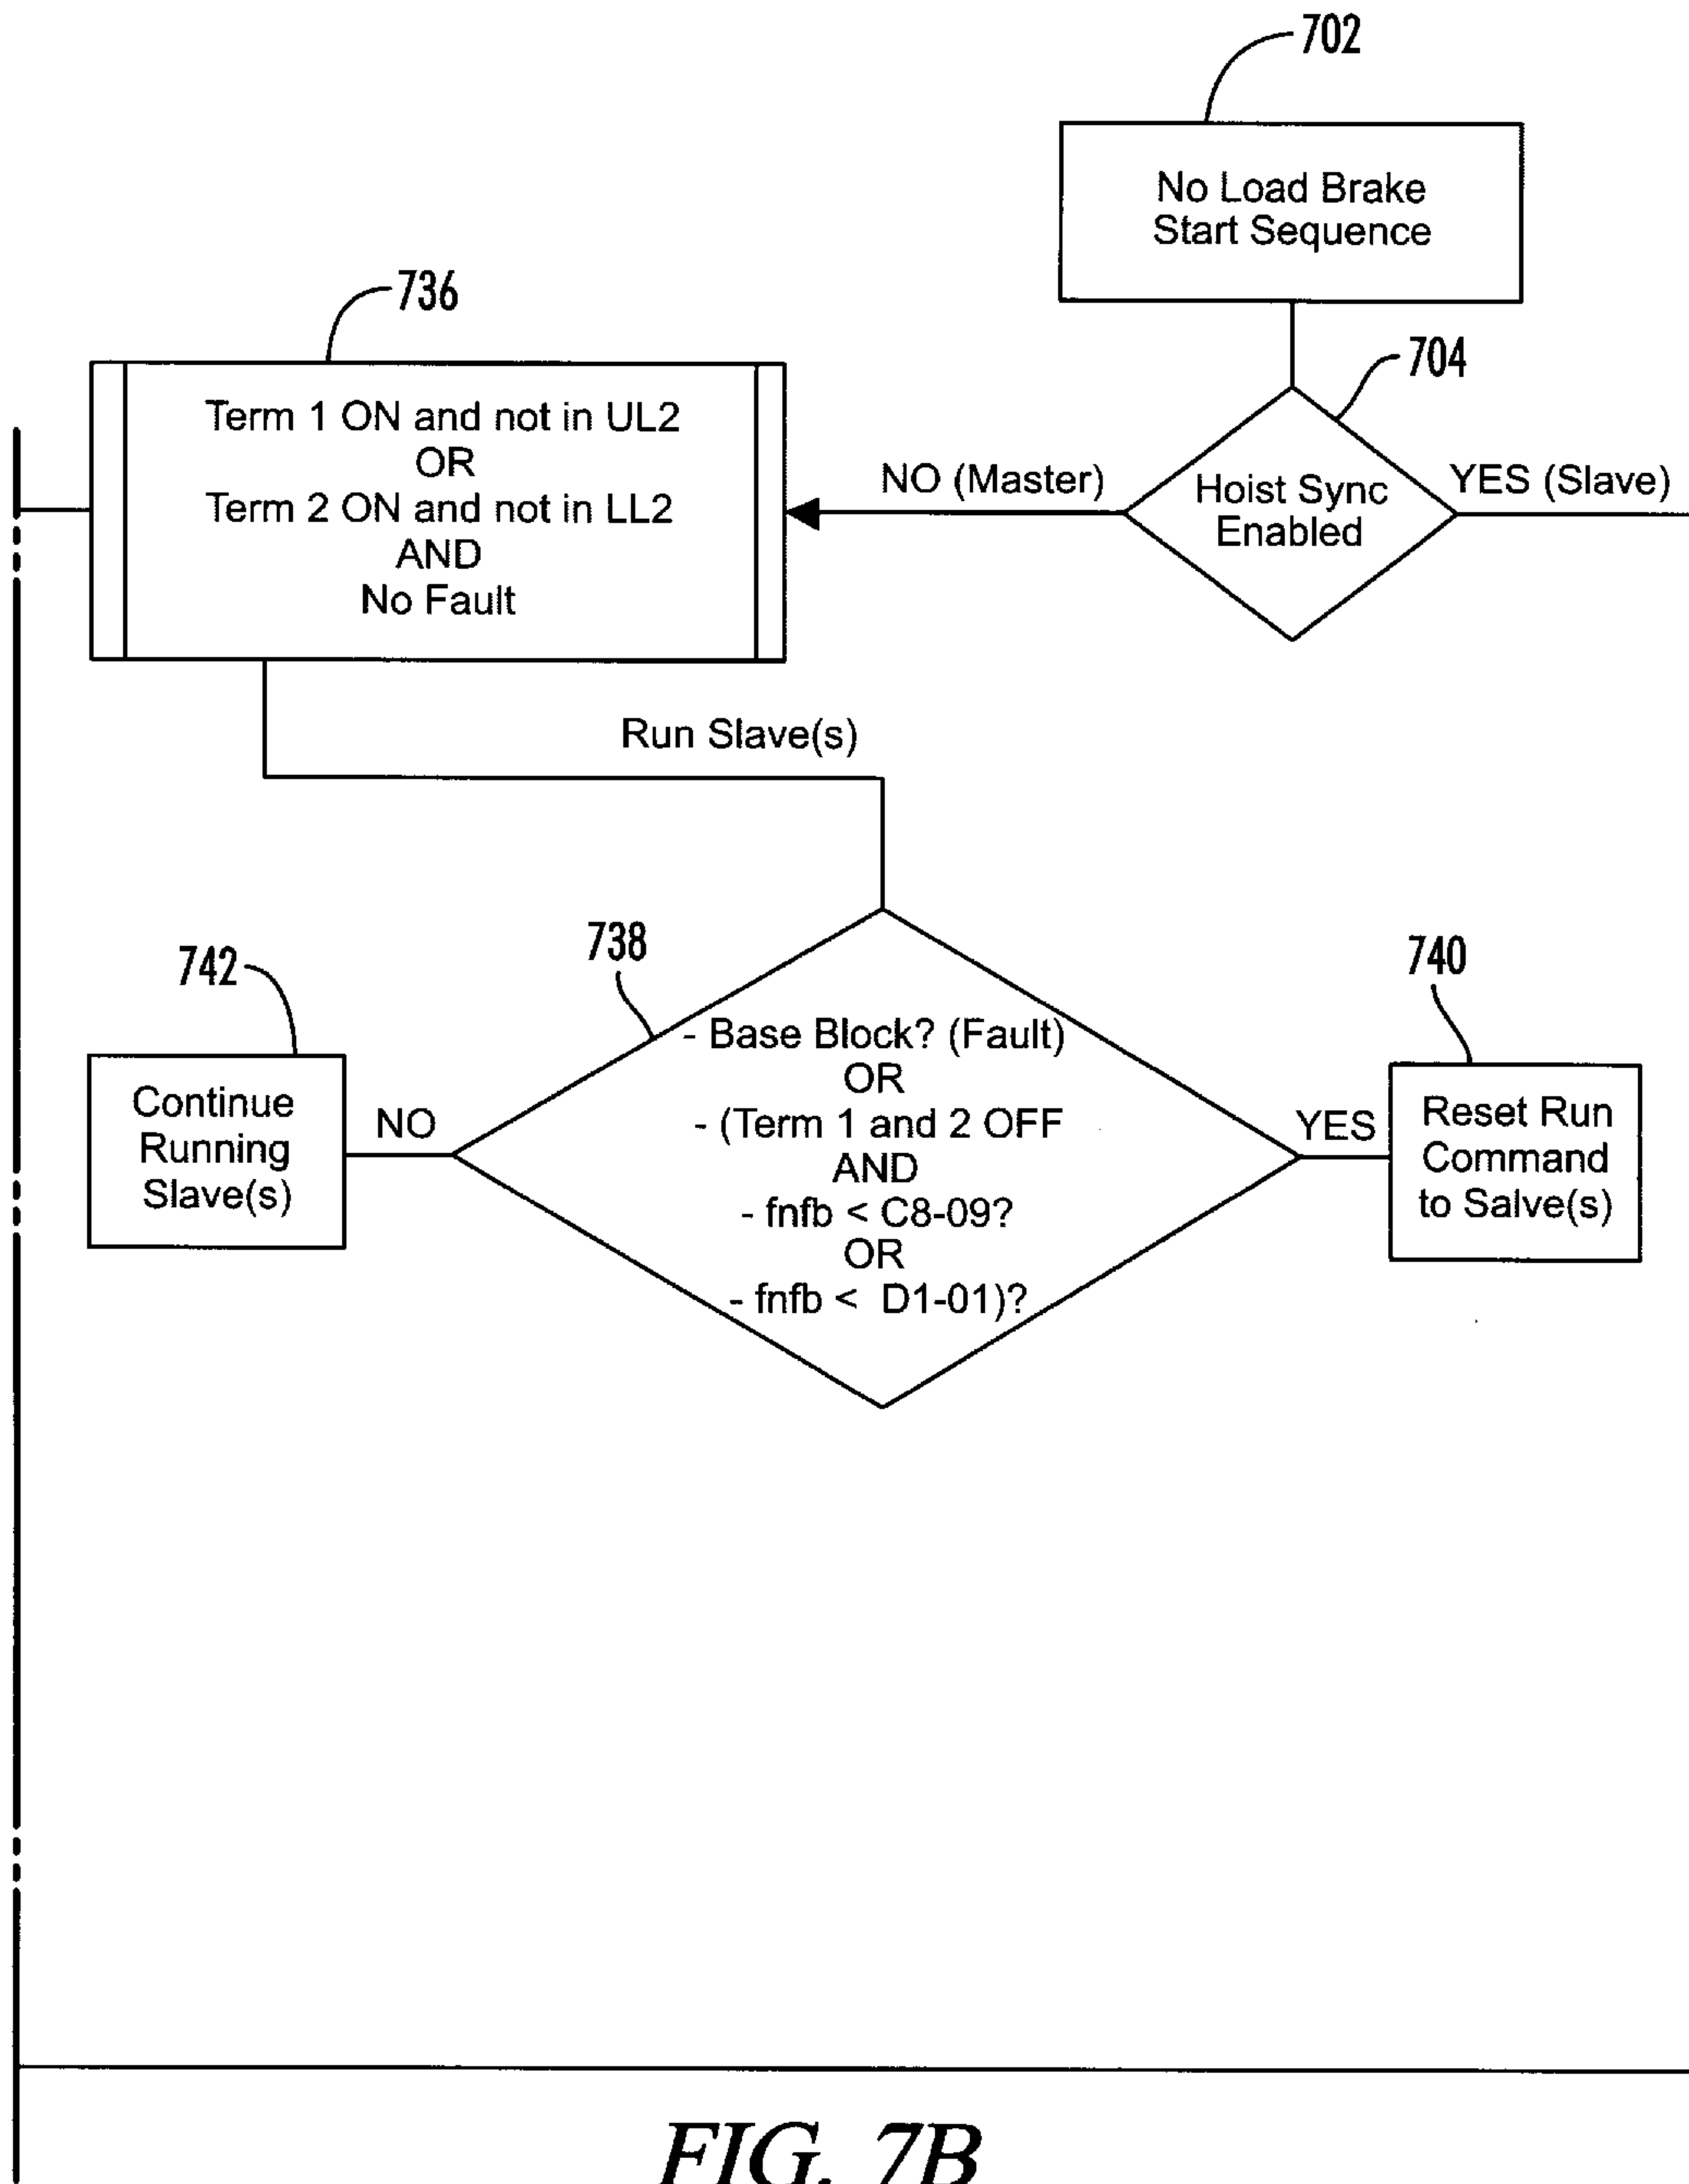 702
No Load Brake
Start Sequence
736
704
Term 1 ON and not in UL2
OR
Term 2 ON and not in LL2
AND
No Fault
NO (Master)
Hoist Sync
Enabled
YES (Slave)
Run Slave(s)
742
738
740
Continue
Running
Slave(s)
NO
- Base Block? (Fault)
OR
- (Term 1 and 2 OFF
AND
- fnfb < C8-09?
OR
- fnfb < D1-01)?
YES
Reset Run
Command
to Salve(s)
FIG. 7B